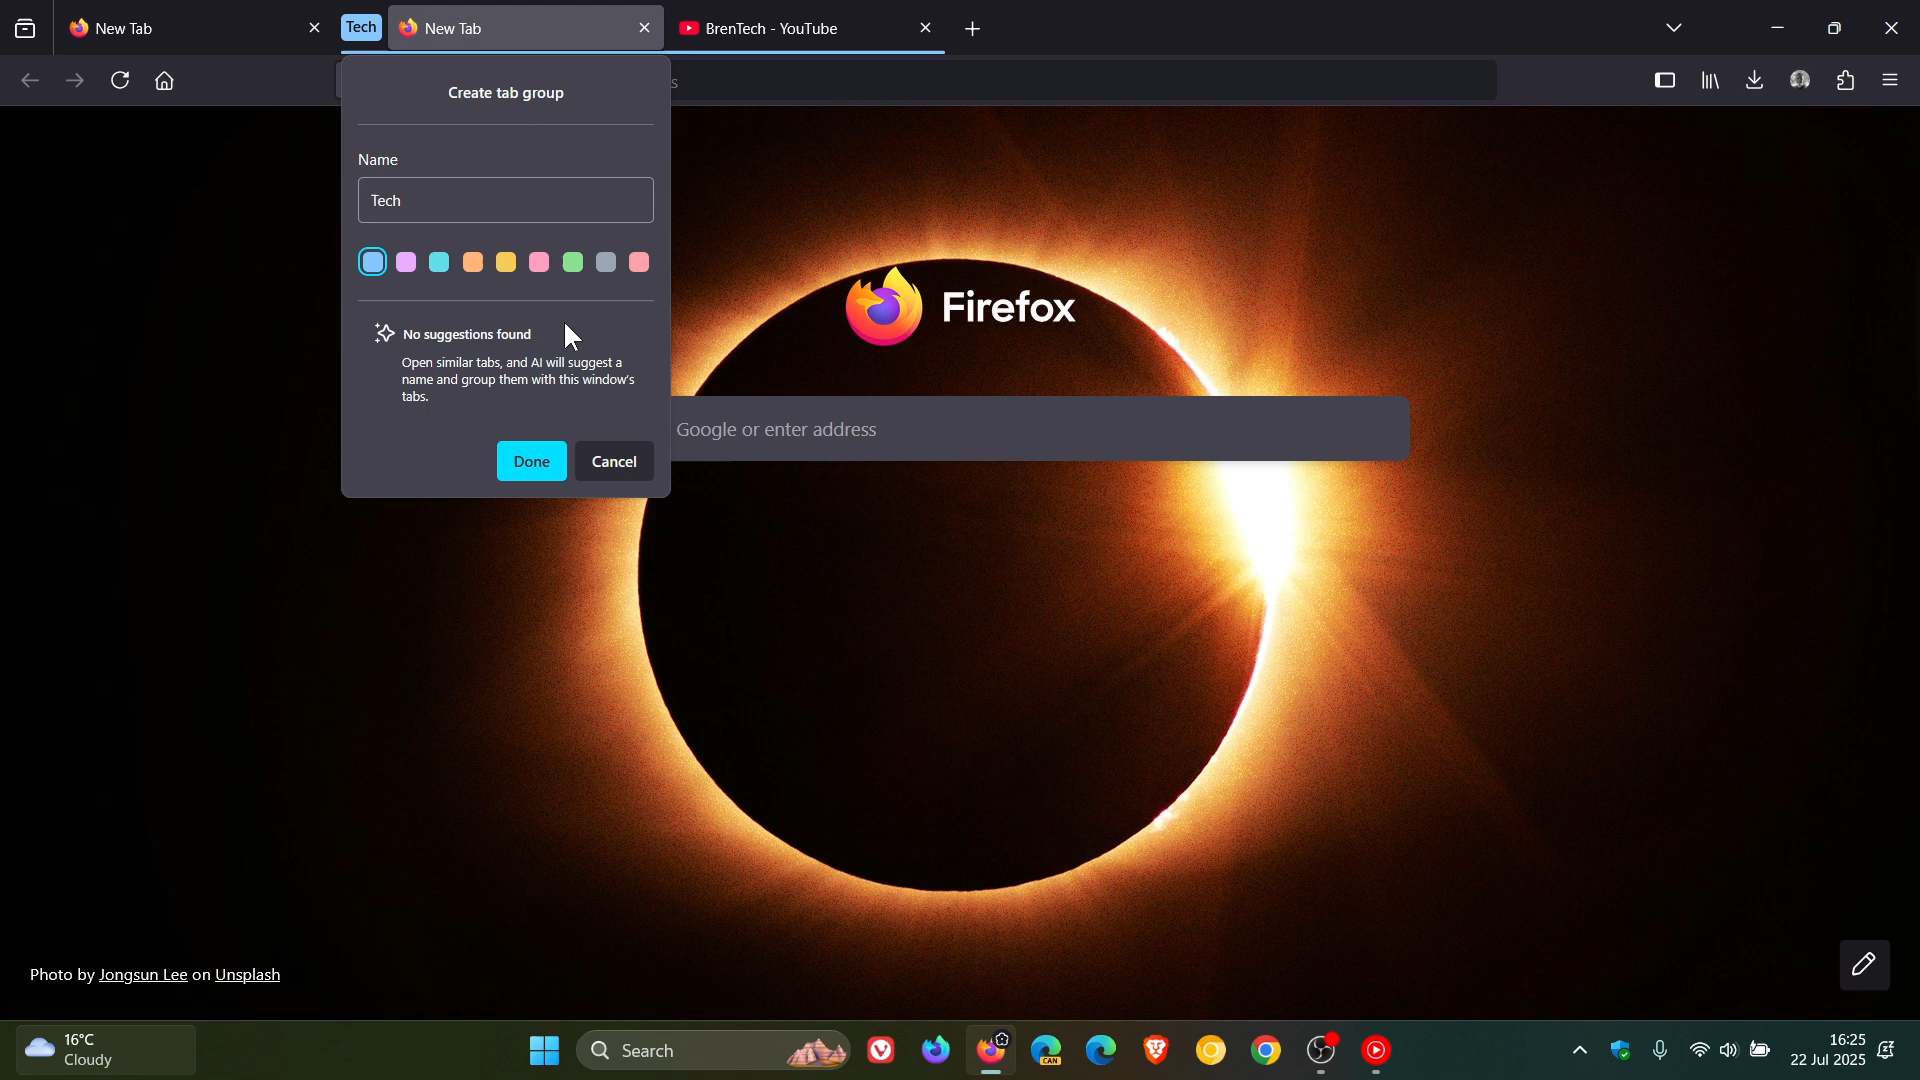 New Tab
Tech
New Tab
BrenTech - YouTube
s
Create tab group
Name
Tech
No suggestions found
Open similar tabs, and AI will suggest a
name and group them with this window's
tabs.
Done
Cancel
Firefox
Google or enter address
Photo by Jongsun Lee on Unsplash
16°C
Cloudy
Search
CAN
16:25
22 Jul 2025